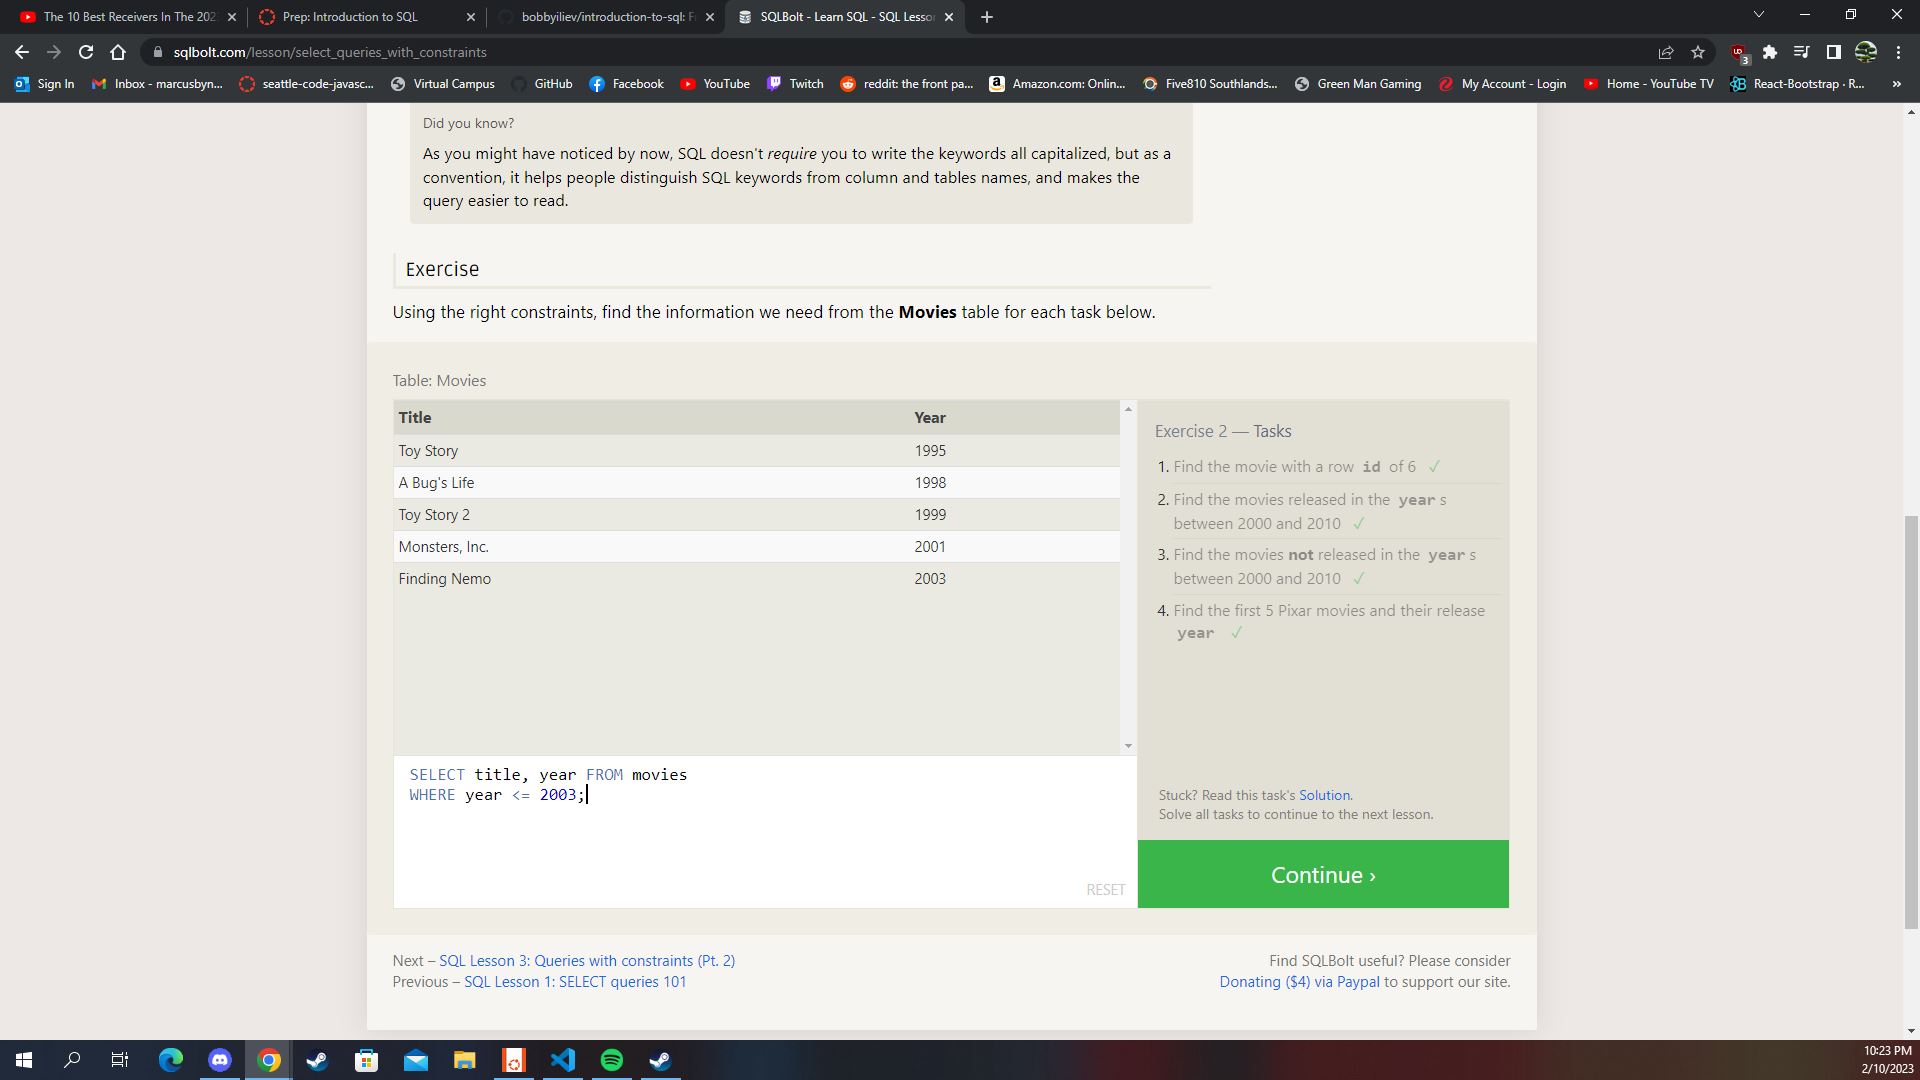 The 10 Best Receivers In The 202
Prep: Introduction to SQL
bobbyiliev/introduction-to-sql: F
SQLBolt - Learn SQL - SQL Lesso
sqlbolt.com/lesson/select_queries_with_constraints
3
Sign In
Inbox - marcusbyn...
seattle-code-javasc...
Virtual Campus
GitHub
Facebook
YouTube
Twitch
reddit: the front pa...
Amazon.com: Onlin...
Five810 Southlands...
Green Man Gaming
My Account - Login
Home - YouTube TV
React-Bootstrap · R...
»
Did you know?
As you might have noticed by now, SQL doesn't require you to write the keywords all capitalized, but as a
convention, it helps people distinguish SQL keywords from column and tables names, and makes the
query easier to read.
Exercise
Using the right constraints, find the information we need from the Movies table for each task below.
Table: Movies
Title Year
Toy Story 1995
A Bug's Life 1998
Toy Story 2 1999
Monsters, Inc. 2001
Finding Nemo 2003
SELECT title, year FROM movies
WHERE year <= 2003;
RESET
Exercise 2 — Tasks
1. Find the movie with a row id of 6 ✓
2. Find the movies released in the year s
between 2000 and 2010 ✓
3. Find the movies not released in the year s
between 2000 and 2010 ✓
4. Find the first 5 Pixar movies and their release
year ✓
Stuck? Read this task's Solution.
Solve all tasks to continue to the next lesson.
Continue ›
Next – SQL Lesson 3: Queries with constraints (Pt. 2)
Previous – SQL Lesson 1: SELECT queries 101
Find SQLBolt useful? Please consider
Donating ($4) via Paypal to support our site.
10:23 PM
2/10/2023